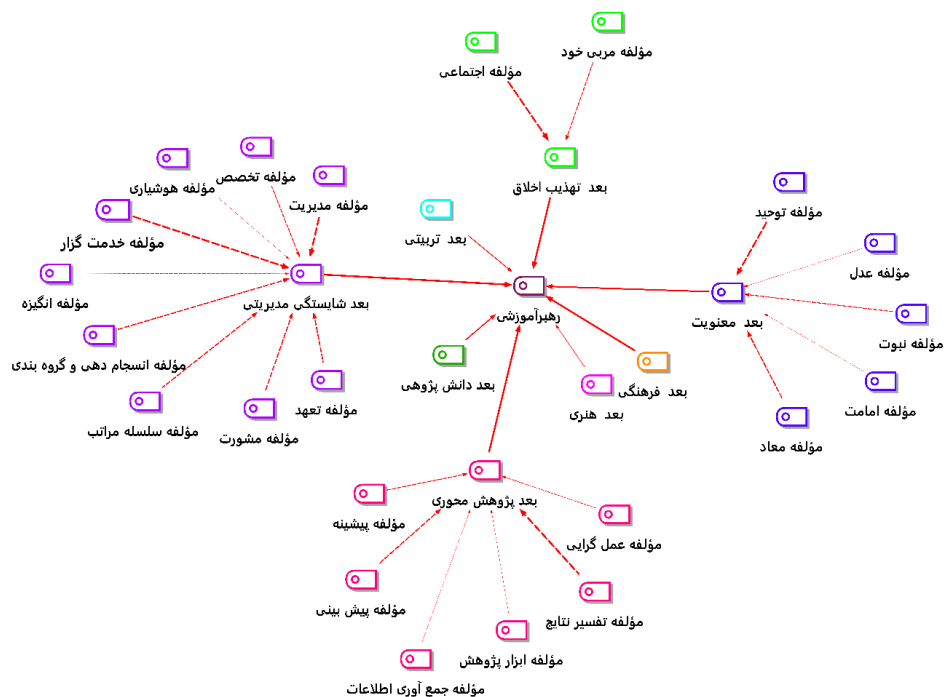 مؤلفه مربی خود
مؤلفه اجتماعی
بعد تهذیب اخلاق
مؤلفه تخصص
مؤلفه هوشیاری
مؤلفه مدیریت
مؤلفه خدمت گزار
مؤلفه توحید
بعد تربیتی
مؤلفه عدل
مؤلفه انگیزه
بعد شایستگی مدیریتی
رهبرآموزشی
بعد معنویت
مؤلفه نبوت
مؤلفه انسجام دهی و گروه بندی
بعد دانش پژوهی
بعد هنری
بعد فرهنگی
مؤلفه امامت
مؤلفه تعهد
مؤلفه مشورت
مؤلفه سلسله مراتب
مؤلفه معاد
بعد پژوهش محوری
مؤلفه پیشینه
مؤلفه عمل گرایی
مؤلفه پیش بینی
مؤلفه تفسیر نتایج
مؤلفه ابزار پژوهش
مؤلفه جمع آوری اطلاعات